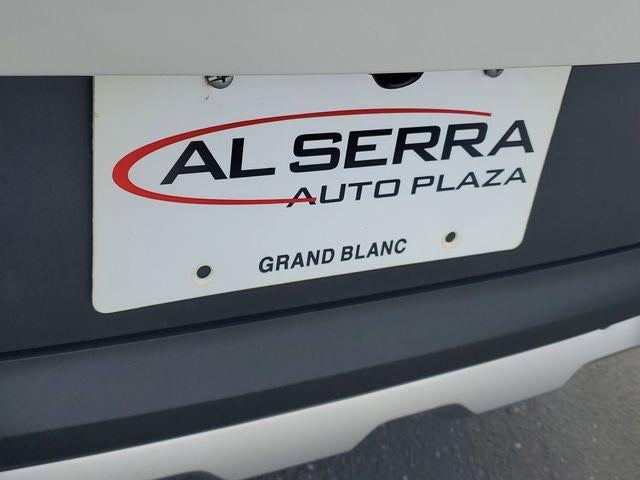 AL SERRA
AUTO PLAZA
GRAND BLANC